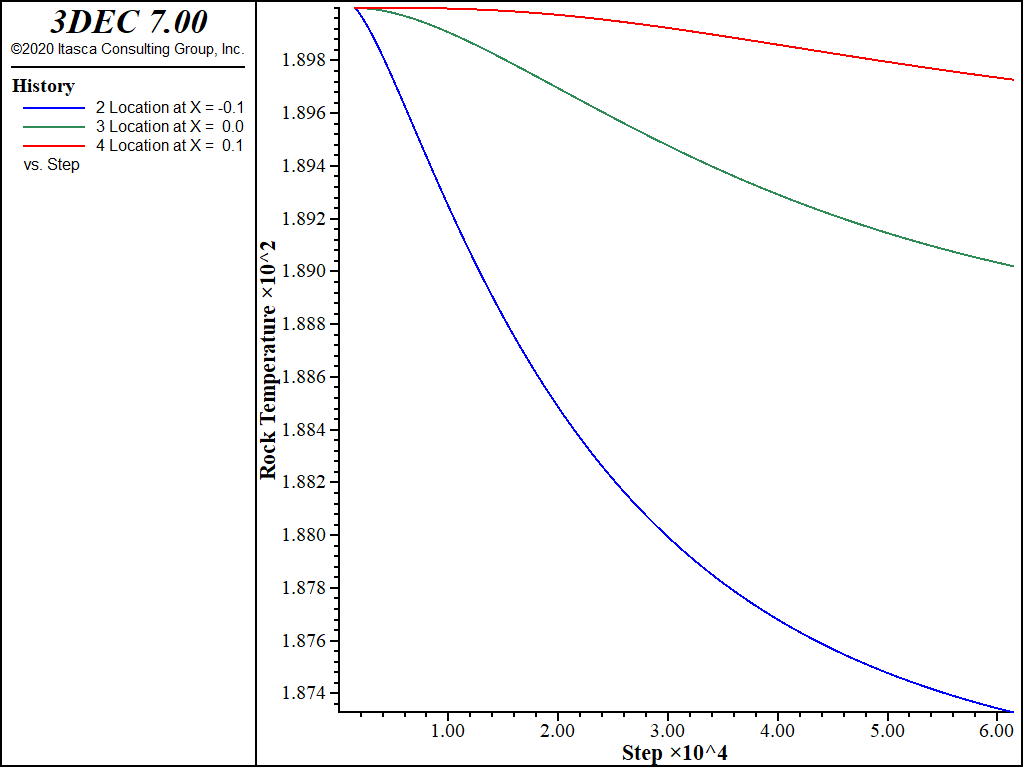 3DEC 7.00
©2020 Itasca Consulting Group, Inc.
History
2 Location at X = -0.1
3 Location at X =  0.0
4 Location at X =  0.1
vs. Step
Rock Temperature ×10^2
1.898
1.896
1.894
1.892
1.890
1.888
1.886
1.884
1.882
1.880
1.878
1.876
1.874
1.00 2.00 3.00 4.00 5.00 6.00
Step ×10^4